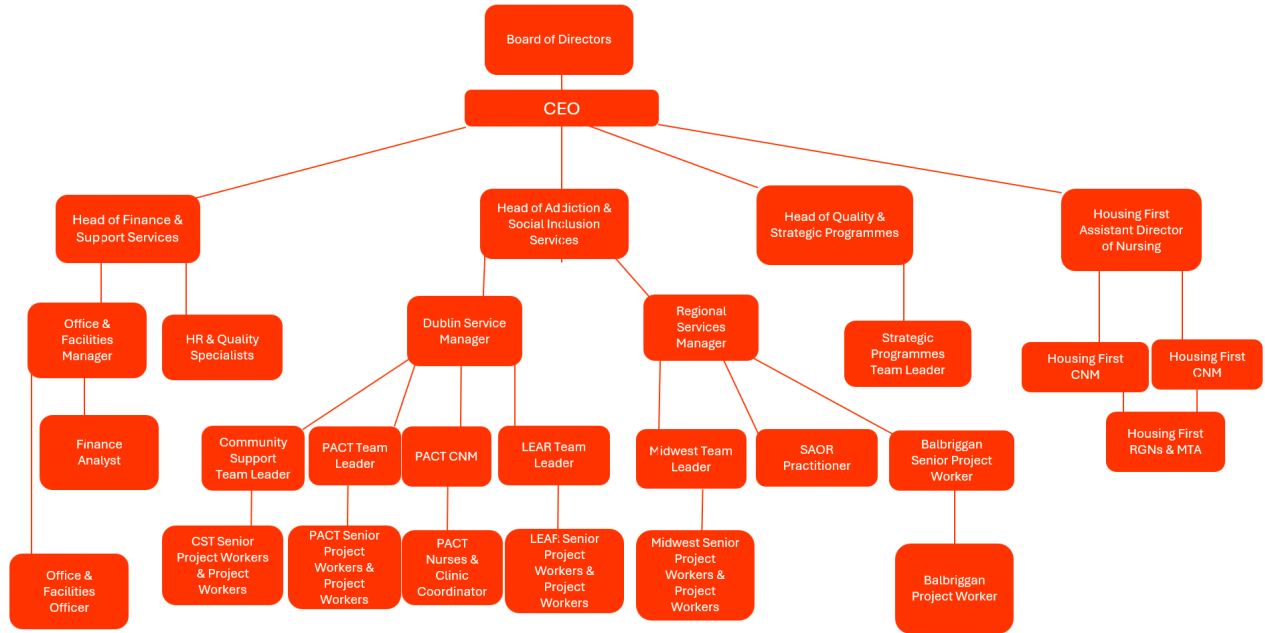 Board of Directors
CEO
Head of Finance &
Support Services
Head of Addiction &
Social Inclusion
Services
Head of Quality &
Strategic Programmes
Housing First
Assistant Director
of Nursing
Office &
Facilities
Manager
HR & Quality
Specialists
Dublin Service
Manager
Regional
Services
Manager
Strategic
Programmes
Team Leader
Housing First
CNM
Housing First
CNM
Finance
Analyst
Community
Support
Team Leader
PACT Team
Leader
PACT CNM
LEAR Team
Leader
Midwest Team
Leader
SAOR
Practitioner
Balbriggan
Senior Project
Worker
Housing First
RGNs & MTA
Office &
Facilities
Officer
CST Senior
Project Workers
& Project
Workers
PACT Senior
Project
Workers &
Project
Workers
PACT
Nurses &
Clinic
Coordinator
LEAR Senior
Project
Workers &
Project
Workers
Midwest Senior
Project
Workers &
Project
Workers
Balbriggan
Project Worker